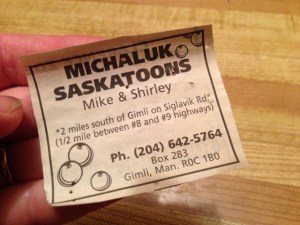 MICHALUK
SASKATOONS
Mike & Shirley
*2 miles south of Gimli on Siglavik Rd.*
(1/2 mile between #8 and #9 highways)
Ph. (204) 642-5764
Box 283
Gimli, Man. R0C 1B0